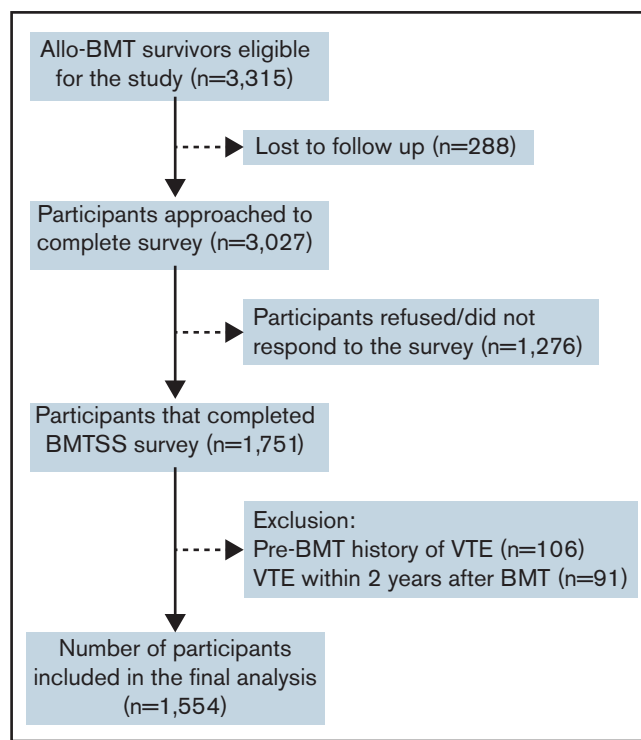 Allo-BMT survivors eligible
for the study (n=3,315)
Lost to follow up (n=288)
Participants approached to
complete survey (n=3,027)
Participants refused/did not
respond to the survey (n=1,276)
Participants that completed
BMTSS survey (n=1,751)
Exclusion:
Pre-BMT history of VTE (n=106)
VTE within 2 years after BMT (n=91)
Number of participants
included in the final analysis
(n=1,554)